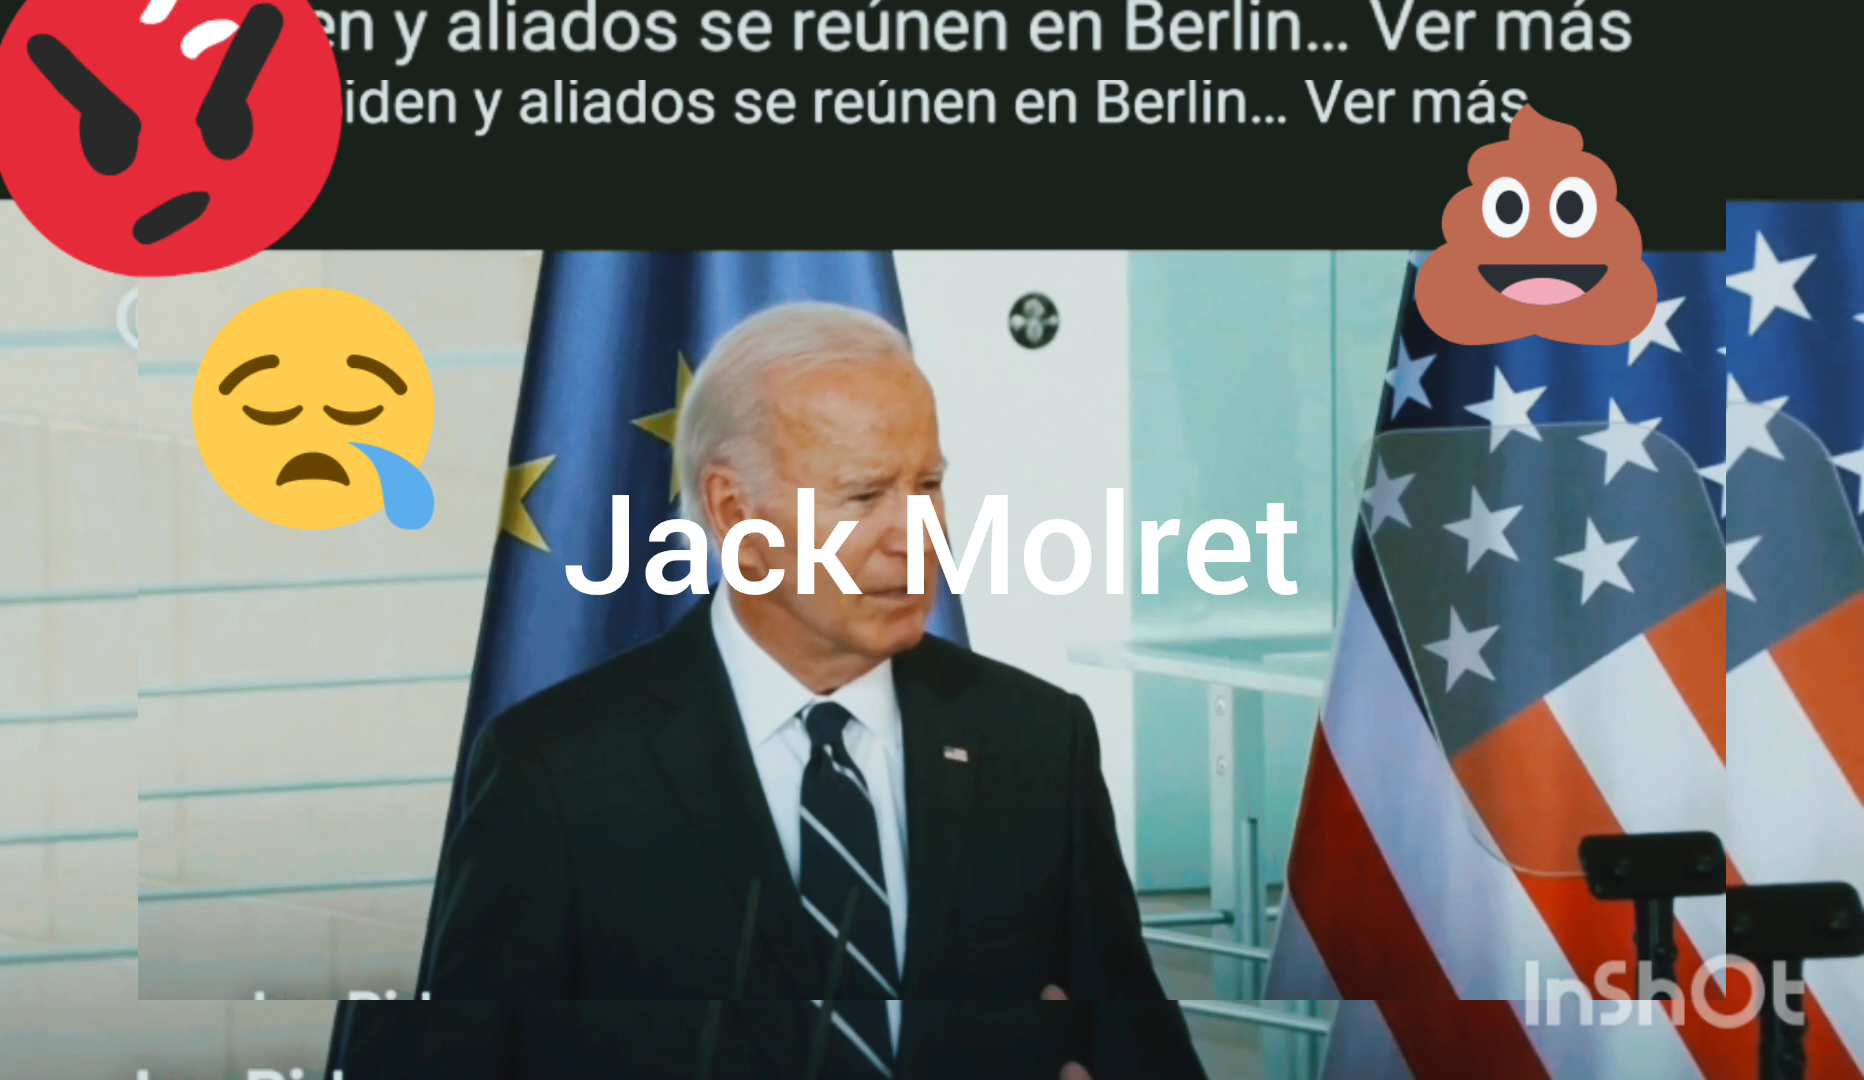 en y aliados se reúnen en Berlin... Ver más
iden y aliados se reúnen en Berlin... Ver más
Jack Molret
InShOt